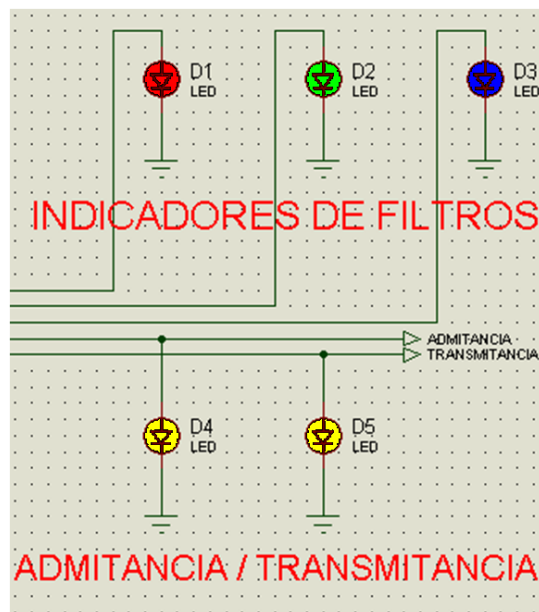 D1
LED
D2
LED
D3
LED
INDICADORES DE FILTROS
ADMITANCIA
TRANSMITANCIA
D4
LED
D5
LED
ADMITANCIA / TRANSMITANCIA